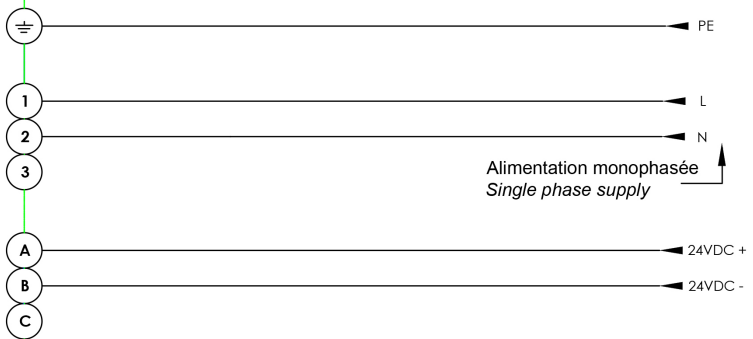 PE
1 L
2 N
3
Alimentation monophasée
Single phase supply
A 24VDC +
B 24VDC -
C